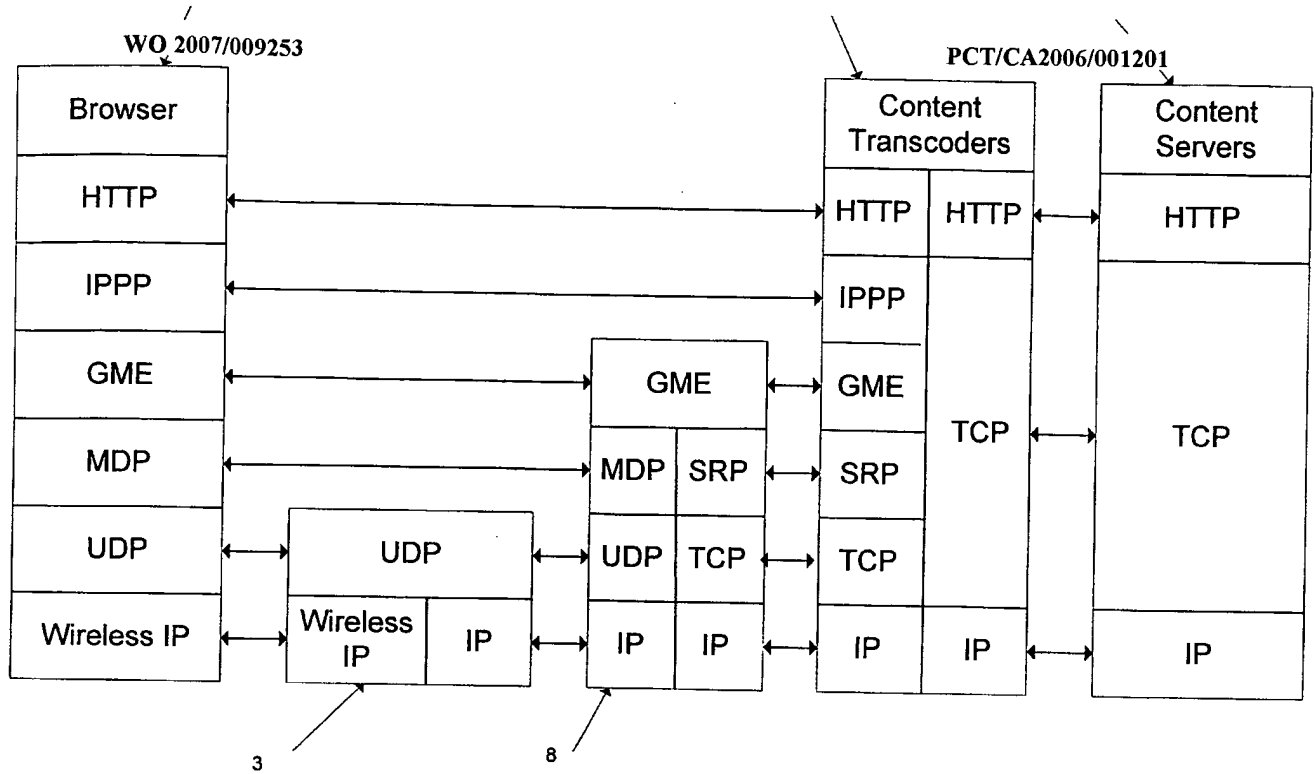 WO 2007/009253
PCT/CA2006/001201
Browser
HTTP
IPPP
GME
MDP
UDP
Wireless IP
UDP
Wireless
IP
IP
3
GME
MDP SRP
UDP TCP
IP IP
8
Content
Transcoders
HTTP HTTP
IPPP
GME
SRP
TCP
IP
TCP
IP
Content
Servers
HTTP
TCP
IP